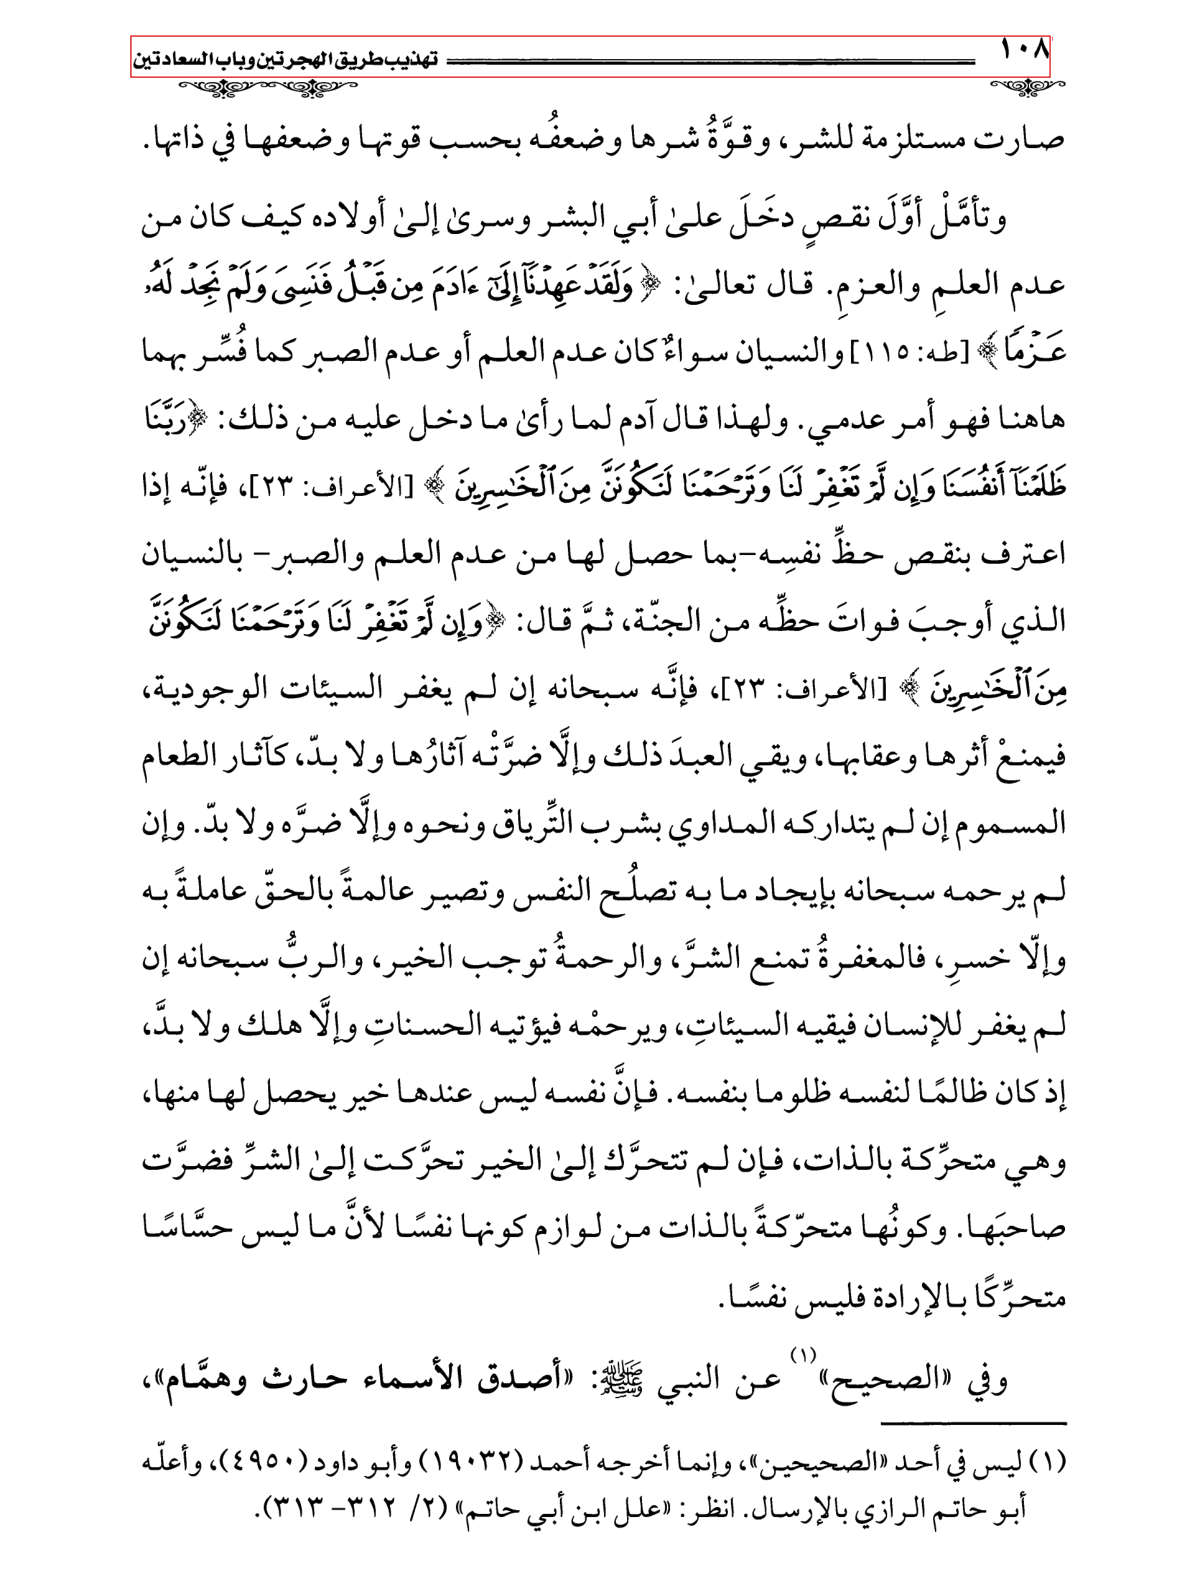 ١٠٨ تهذيب طريق الهجرتين وباب السعادتين
صارت مستلزمة للشر، وقوَّةُ شرها وضعفُه بحسب قوتها وضعفها في ذاتها.
وتأمَّلْ أوَّلَ نقصٍ دخَلَ علىٰ أبي البشر وسرىٰ إلىٰ أولاده كيف كان من
عدم العلمِ والعزمِ. قال تعالىٰ: ﴿وَلَقَدْ عَهِدْنَآ إِلَىٰٓ ءَادَمَ مِن قَبْلُ فَنَسِىَ وَلَمْ نَجِدْ لَهُۥ
عَزْمًا﴾ [طه: ١١٥] والنسيان سواءٌ كان عدم العلم أو عدم الصبر كما فُسِّر بهما
هاهنا فهو أمر عدمي. ولهذا قال آدم لما رأىٰ ما دخل عليه من ذلك: ﴿رَبَّنَا
ظَلَمْنَآ أَنفُسَنَا وَإِن لَّمْ تَغْفِرْ لَنَا وَتَرْحَمْنَا لَنَكُونَنَّ مِنَ ٱلْخَٰسِرِينَ﴾ [الأعراف: ٢٣]، فإنّه إذا
اعترف بنقص حظِّ نفسِه -بما حصل لها من عدم العلم والصبر- بالنسيان
الذي أوجبَ فواتَ حظِّه من الجنّة، ثمَّ قال: ﴿وَإِن لَّمْ تَغْفِرْ لَنَا وَتَرْحَمْنَا لَنَكُونَنَّ
مِنَ ٱلْخَٰسِرِينَ﴾ [الأعراف: ٢٣]، فإنَّه سبحانه إن لم يغفر السيئات الوجودية،
فيمنعْ أثرها وعقابها، ويقي العبدَ ذلك وإلَّا ضرَّتْه آثارُها ولا بدّ، كآثار الطعام
المسموم إن لم يتداركه المداوي بشرب التِّرياق ونحوه وإلَّا ضرَّه ولا بدّ. وإن
لم يرحمه سبحانه بإيجاد ما به تصلُح النفس وتصير عالمةً بالحقّ عاملةً به
وإلّا خسرِ، فالمغفرةُ تمنع الشرَّ، والرحمةُ توجب الخير، والربُّ سبحانه إن
لم يغفر للإنسان فيقيه السيئاتِ، ويرحمْه فيؤتيه الحسناتِ وإلَّا هلك ولا بدَّ،
إذ كان ظالمًا لنفسه ظلوما بنفسه. فإنَّ نفسه ليس عندها خير يحصل لها منها،
وهي متحرِّكة بالذات، فإن لم تتحرَّك إلىٰ الخير تحرَّكت إلىٰ الشرِّ فضرَّت
صاحبَها. وكونُها متحرّكةً بالذات من لوازم كونها نفسًا لأنَّ ما ليس حسَّاسًا
متحرِّكًا بالإرادة فليس نفسًا.
وفي «الصحيح»(١) عن النبي ﷺ: «أصدق الأسماء حارث وهمَّام»،
(١) ليس في أحد «الصحيحين»، وإنما أخرجه أحمد (١٩٠٣٢) وأبو داود (٤٩٥٠)، وأعلّه
أبو حاتم الرازي بالإرسال. انظر: «علل ابن أبي حاتم» (٢/ ٣١٢- ٣١٣).